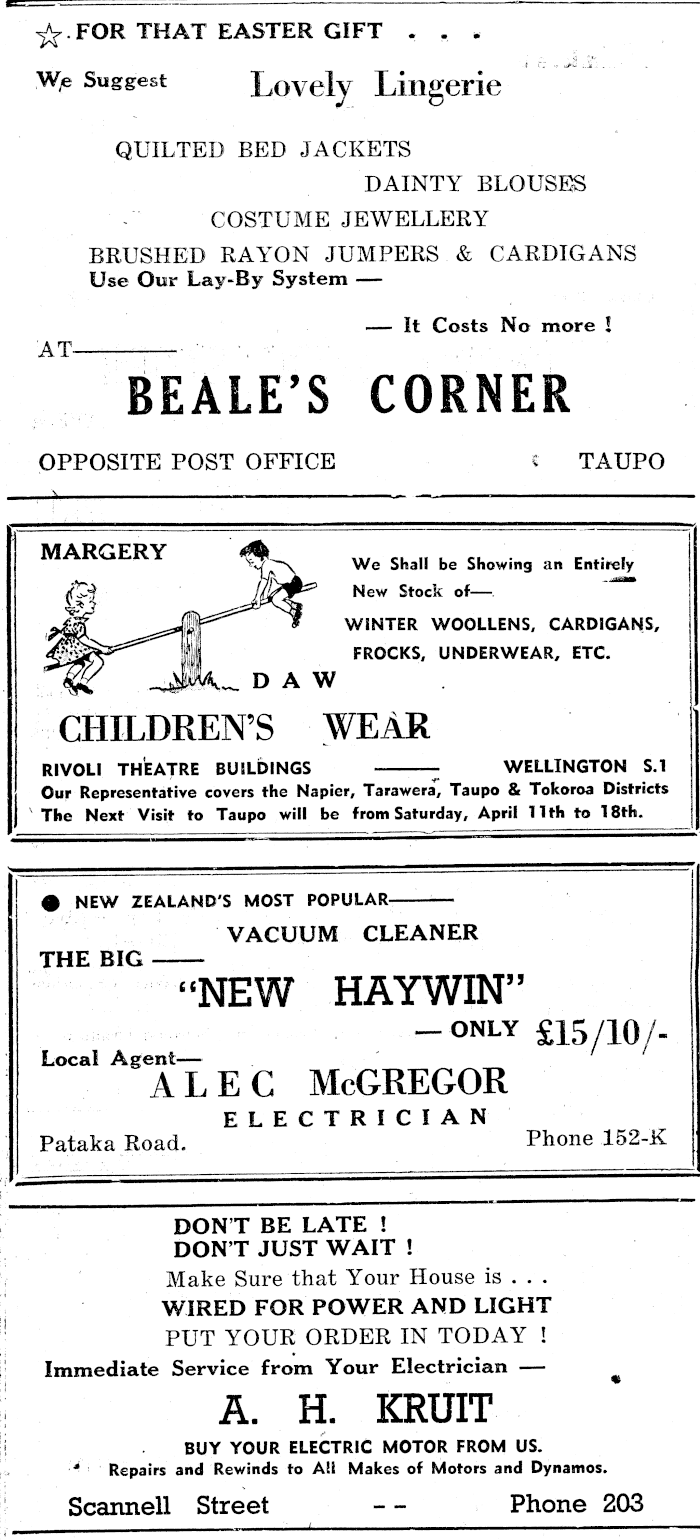 ☆ FOR THAT EASTER GIFT . . .
We Suggest Lovely Lingerie
QUILTED BED JACKETS
DAINTY BLOUSES
COSTUME JEWELLERY
BRUSHED RAYON JUMPERS & CARDIGANS
Use Our Lay-By System —
— It Costs No more !
AT———
BEALE'S CORNER
OPPOSITE POST OFFICE TAUPO
MARGERY
DAW
We Shall be Showing an Entirely
New Stock of—
WINTER WOOLLENS, CARDIGANS,
FROCKS, UNDERWEAR, ETC.
CHILDREN'S WEAR
RIVOLI THEATRE BUILDINGS ——— WELLINGTON S.1
Our Representative covers the Napier, Tarawera, Taupo & Tokoroa Districts
The Next Visit to Taupo will be from Saturday, April 11th to 18th.
● NEW ZEALAND'S MOST POPULAR———
VACUUM CLEANER
THE BIG ——
"NEW HAYWIN"
— ONLY £15/10/-
Local Agent—
ALEC McGREGOR
ELECTRICIAN
Pataka Road. Phone 152-K
DON'T BE LATE !
DON'T JUST WAIT !
Make Sure that Your House is . . .
WIRED FOR POWER AND LIGHT
PUT YOUR ORDER IN TODAY !
Immediate Service from Your Electrician —
A. H. KRUIT
BUY YOUR ELECTRIC MOTOR FROM US.
Repairs and Rewinds to All Makes of Motors and Dynamos.
Scannell Street -- Phone 203